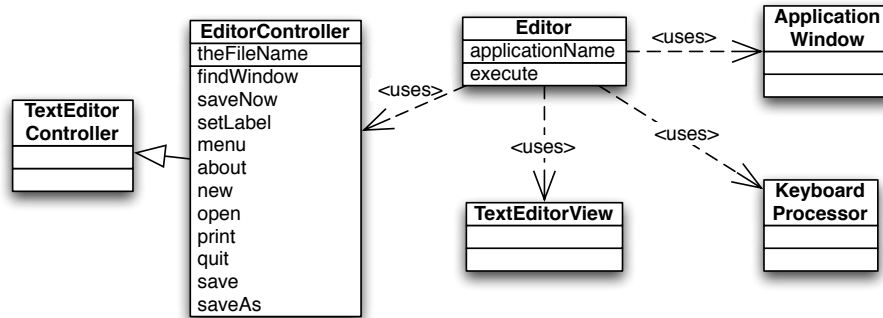 TextEditor
Controller
EditorController
theFileName
findWindow
saveNow
setLabel
menu
about
new
open
print
quit
save
saveAs
<uses>
Editor
applicationName
execute
<uses>
Application
Window
<uses>
TextEditorView
<uses>
Keyboard
Processor